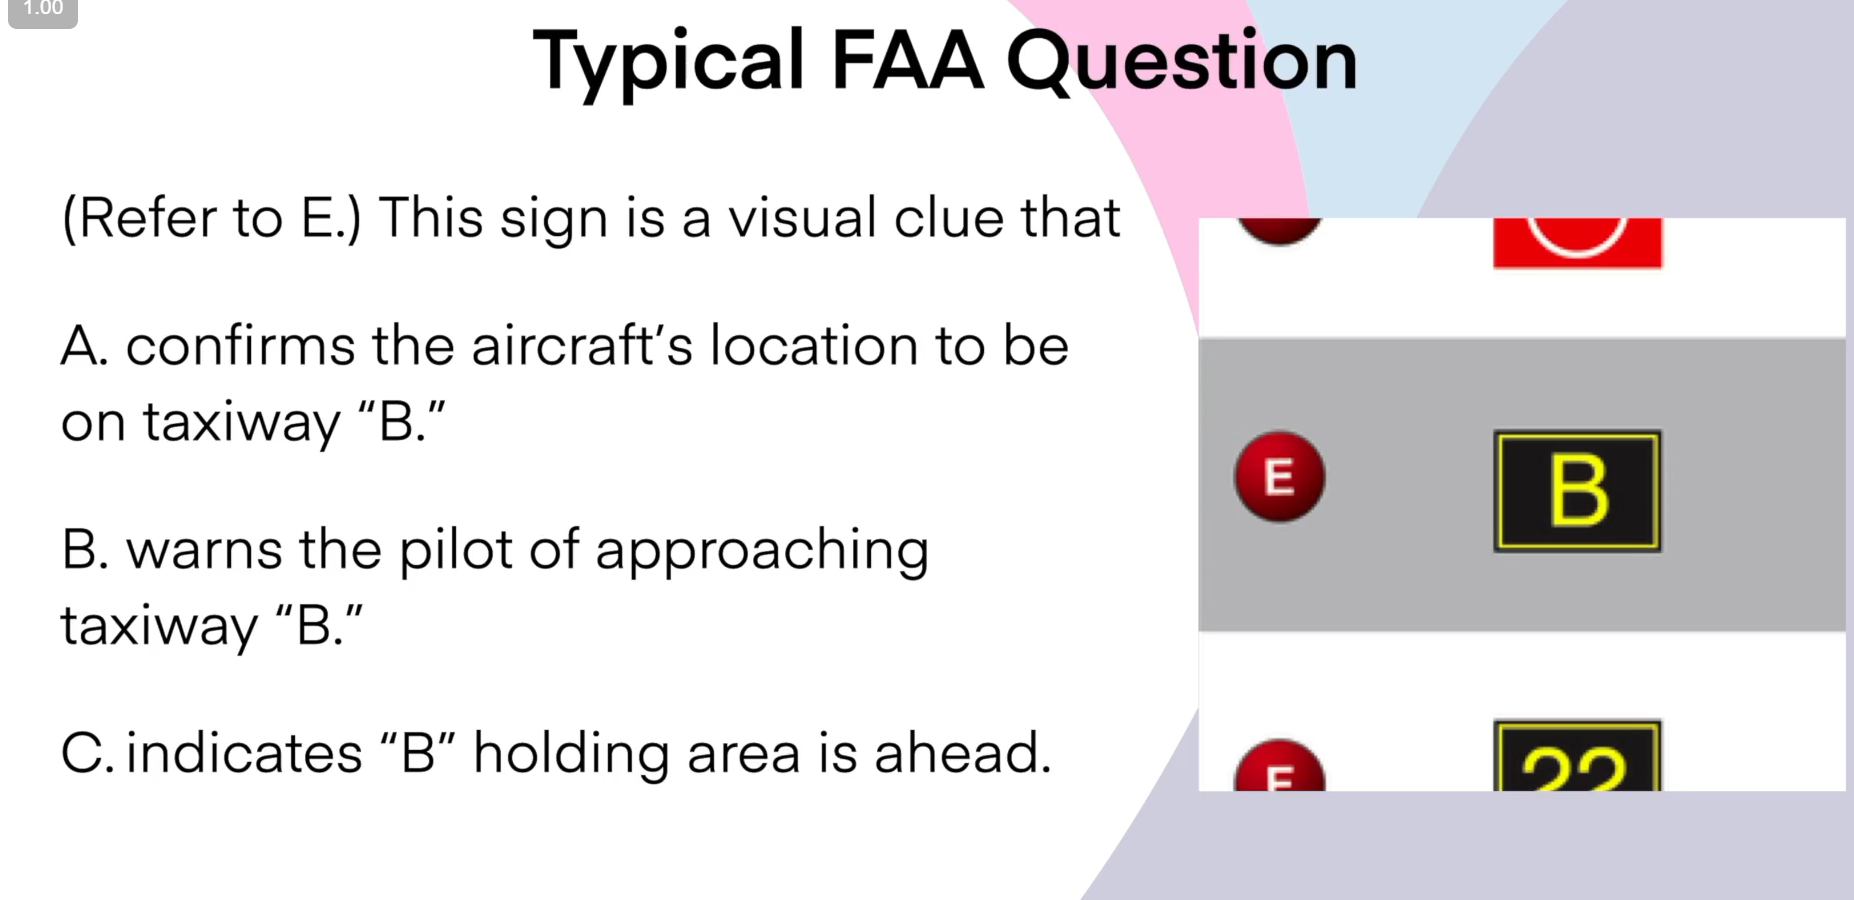 1.00
Typical FAA Question
(Refer to E.) This sign is a visual clue that
A. confirms the aircraft’s location to be
on taxiway “B.”
B. warns the pilot of approaching
taxiway “B.”
C. indicates “B” holding area is ahead.
E
B
F
22